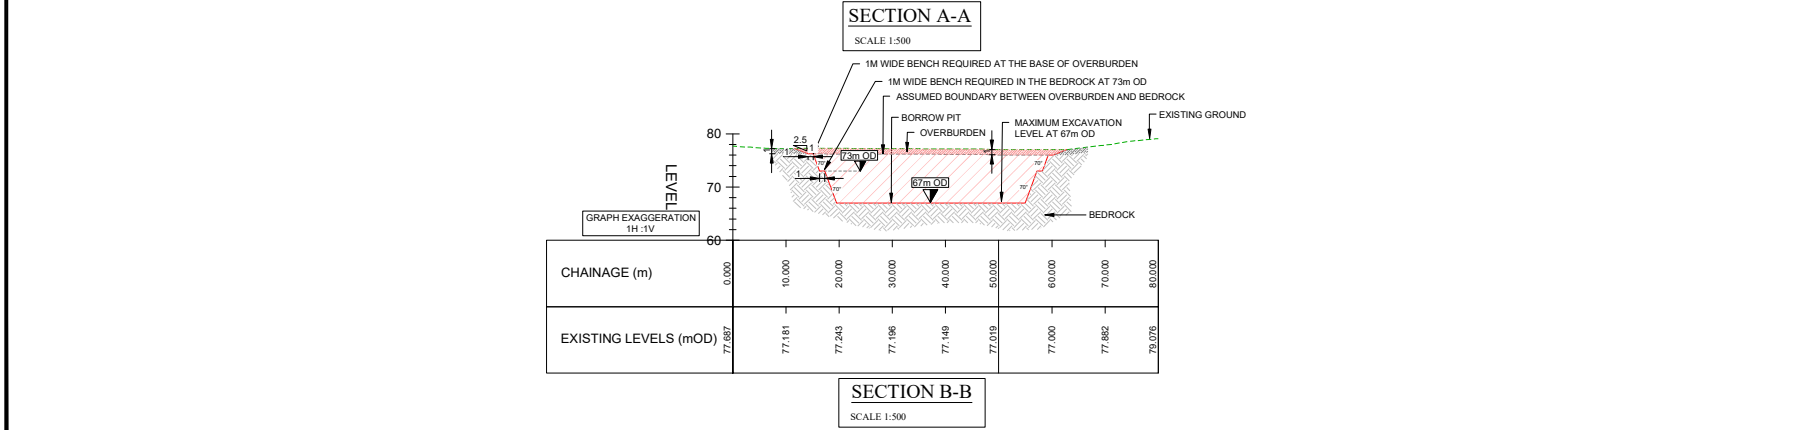 SECTION A-A
SCALE 1:500
1M WIDE BENCH REQUIRED AT THE BASE OF OVERBURDEN
1M WIDE BENCH REQUIRED IN THE BEDROCK AT 73m OD
ASSUMED BOUNDARY BETWEEN OVERBURDEN AND BEDROCK
BORROW PIT
OVERBURDEN
MAXIMUM EXCAVATION
LEVEL AT 67m OD
EXISTING GROUND
80
2.5
1
1
1
73m OD
70°
70°
70
1
70°
70°
67m OD
LEVEL
BEDROCK
GRAPH EXAGGERATION
1H :1V
60
CHAINAGE (m)
0.000
10.000
20.000
30.000
40.000
50.000
60.000
70.000
80.000
EXISTING LEVELS (mOD)
77.687
77.181
77.243
77.196
77.149
77.019
77.000
77.882
79.076
SECTION B-B
SCALE 1:500